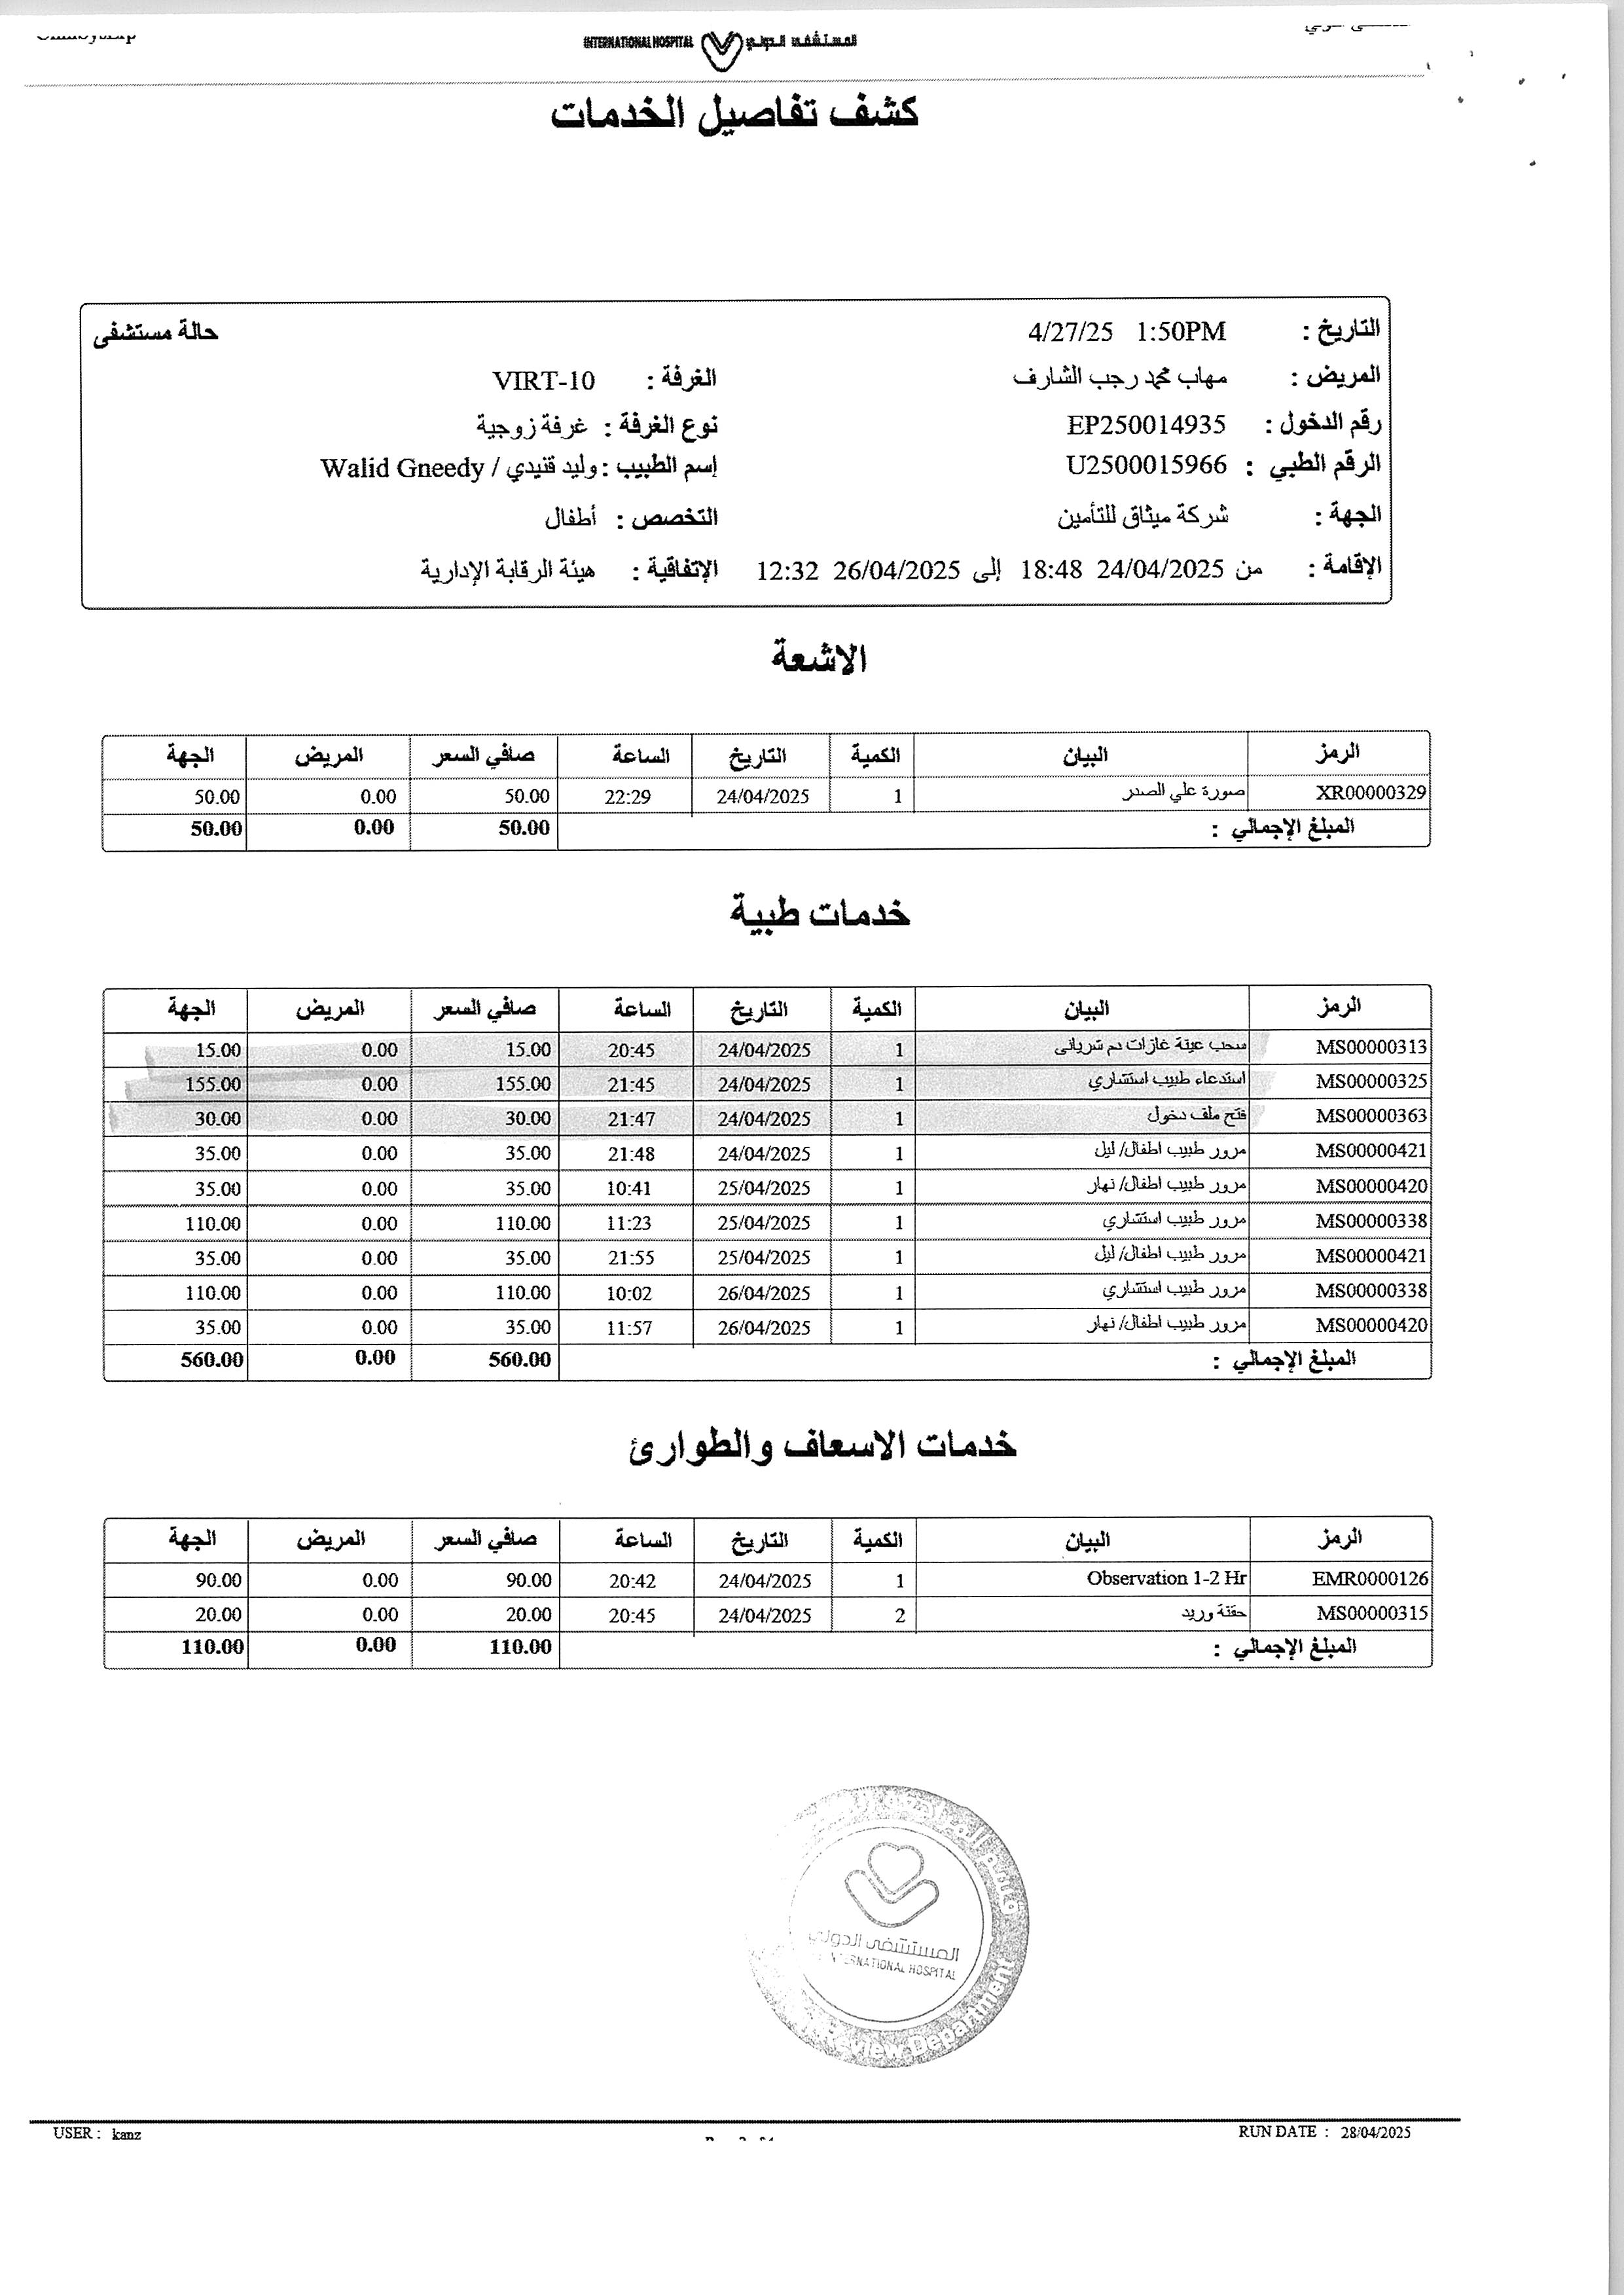 INTERNATIONAL HOSPITAL المستشفى الدولي
كشف تفاصيل الخدمات
التاريخ : 4/27/25 1:50PM حالة مستشفى
المريض : مهاب محمد رجب الشارف الغرفة : VIRT-10
رقم الدخول : EP250014935 نوع الغرفة : غرفة زوجية
الرقم الطبي : U2500015966 إسم الطبيب : وليد قنيدي / Walid Gneedy
الجهة : شركة ميثاق للتأمين التخصص : أطفال
الإقامة : من 24/04/2025 18:48 إلى 26/04/2025 12:32 الإتفاقية : هيئة الرقابة الإدارية
الاشعة
الرمز البيان الكمية التاريخ الساعة صافي السعر المريض الجهة
XR00000329 صورة علي الصدر 1 24/04/2025 22:29 50.00 0.00 50.00
المبلغ الإجمالي : 50.00 0.00 50.00
خدمات طبية
الرمز البيان الكمية التاريخ الساعة صافي السعر المريض الجهة
MS00000313 سحب عينة غازات دم شرياني 1 24/04/2025 20:45 15.00 0.00 15.00
MS00000325 استدعاء طبيب استشاري 1 24/04/2025 21:45 155.00 0.00 155.00
MS00000363 فتح ملف دخول 1 24/04/2025 21:47 30.00 0.00 30.00
MS00000421 مرور طبيب اطفال/ ليل 1 24/04/2025 21:48 35.00 0.00 35.00
MS00000420 مرور طبيب اطفال/ نهار 1 25/04/2025 10:41 35.00 0.00 35.00
MS00000338 مرور طبيب استشاري 1 25/04/2025 11:23 110.00 0.00 110.00
MS00000421 مرور طبيب اطفال/ ليل 1 25/04/2025 21:55 35.00 0.00 35.00
MS00000338 مرور طبيب استشاري 1 26/04/2025 10:02 110.00 0.00 110.00
MS00000420 مرور طبيب اطفال/ نهار 1 26/04/2025 11:57 35.00 0.00 35.00
المبلغ الإجمالي : 560.00 0.00 560.00
خدمات الاسعاف والطوارئ
الرمز البيان الكمية التاريخ الساعة صافي السعر المريض الجهة
EMR0000126 Observation 1-2 Hr 1 24/04/2025 20:42 90.00 0.00 90.00
MS00000315 حقنة وريد 2 24/04/2025 20:45 20.00 0.00 20.00
المبلغ الإجمالي : 110.00 0.00 110.00
المستشفى الدولي
INTERNATIONAL HOSPITAL
Review Department
USER : kanz RUN DATE : 28/04/2025